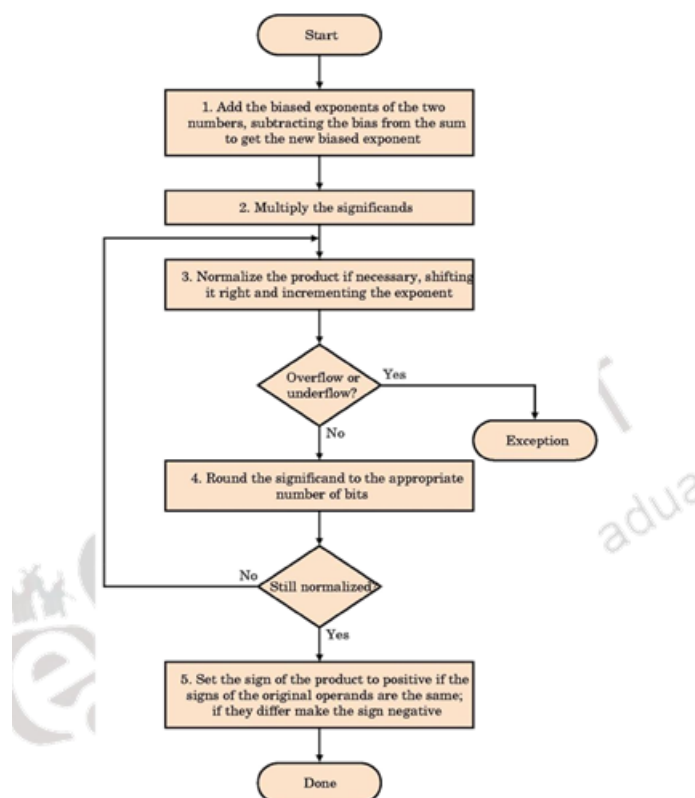 Start
1. Add the biased exponents of the two
numbers, subtracting the bias from the sum
to get the new biased exponent
2. Multiply the significands
3. Normalize the product if necessary, shifting
it right and incrementing the exponent
Overflow or
underflow?
Yes
Exception
No
4. Round the significand to the appropriate
number of bits
No
Still normalized?
Yes
5. Set the sign of the product to positive if the
signs of the original operands are the same;
if they differ make the sign negative
Done